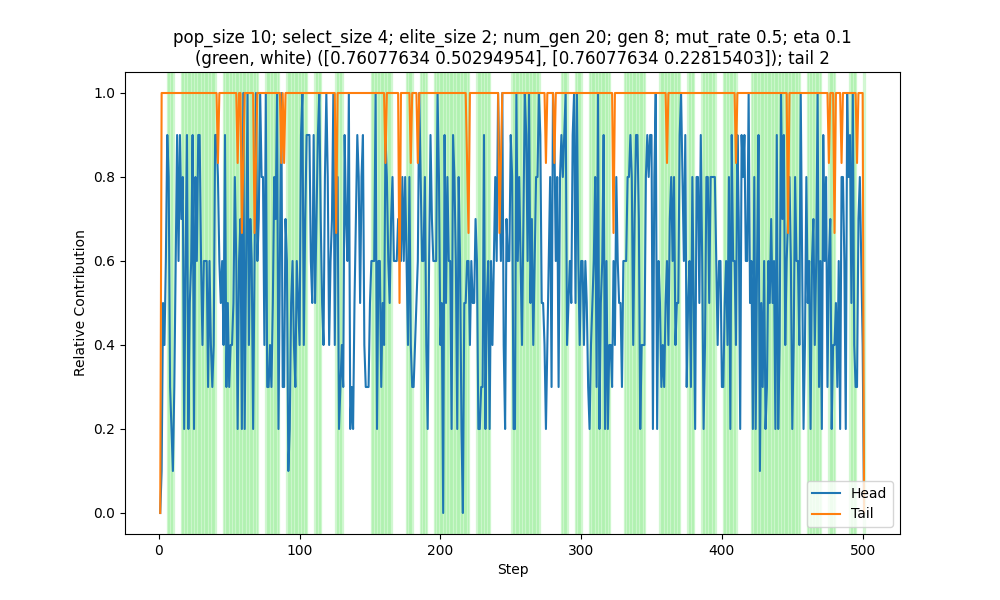 pop_size 10; select_size 4; elite_size 2; num_gen 20; gen 8; mut_rate 0.5; eta 0.1
(green, white) ([0.76077634 0.50294954], [0.76077634 0.22815403]); tail 2
1.0
0.8
0.6
0.4
0.2
0.0
Relative Contribution
0
100
200
300
400
500
Step
Head
Tail